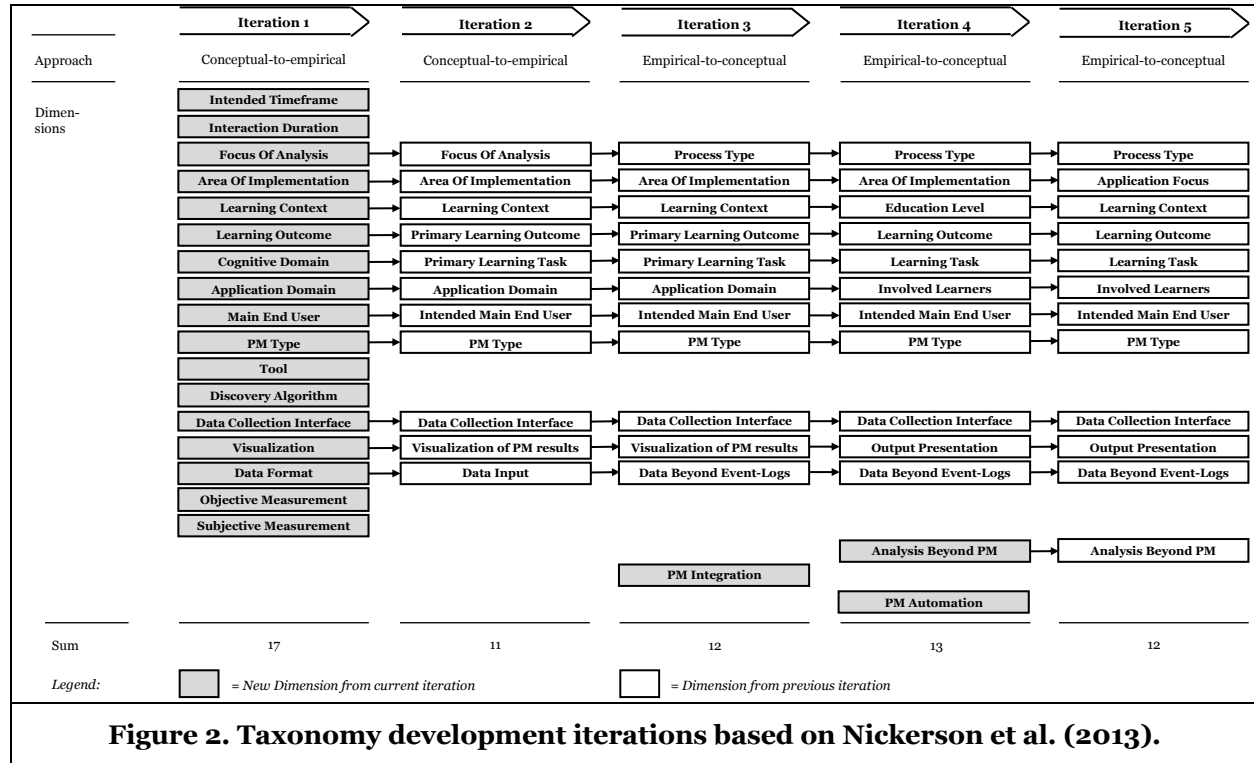 Iteration 1 Iteration 2 Iteration 3 Iteration 4 Iteration 5
Approach Conceptual-to-empirical Conceptual-to-empirical Empirical-to-conceptual Empirical-to-conceptual Empirical-to-conceptual
Intended Timeframe
Dimen-
sions
Interaction Duration
Focus Of Analysis Focus Of Analysis Process Type Process Type Process Type
Area Of Implementation Area Of Implementation Area Of Implementation Area Of Implementation Application Focus
Learning Context Learning Context Learning Context Education Level Learning Context
Learning Outcome Primary Learning Outcome Primary Learning Outcome Learning Outcome Learning Outcome
Cognitive Domain Primary Learning Task Primary Learning Task Learning Task Learning Task
Application Domain Application Domain Application Domain Involved Learners Involved Learners
Main End User Intended Main End User Intended Main End User Intended Main End User Intended Main End User
PM Type PM Type PM Type PM Type PM Type
Tool
Discovery Algorithm
Data Collection Interface Data Collection Interface Data Collection Interface Data Collection Interface Data Collection Interface
Visualization Visualization of PM results Visualization of PM results Output Presentation Output Presentation
Data Format Data Input Data Beyond Event-Logs Data Beyond Event-Logs Data Beyond Event-Logs
Objective Measurement
Subjective Measurement
Analysis Beyond PM Analysis Beyond PM
PM Integration
PM Automation
Sum 17 11 12 13 12
Legend: = New Dimension from current iteration = Dimension from previous iteration
Figure 2. Taxonomy development iterations based on Nickerson et al. (2013).